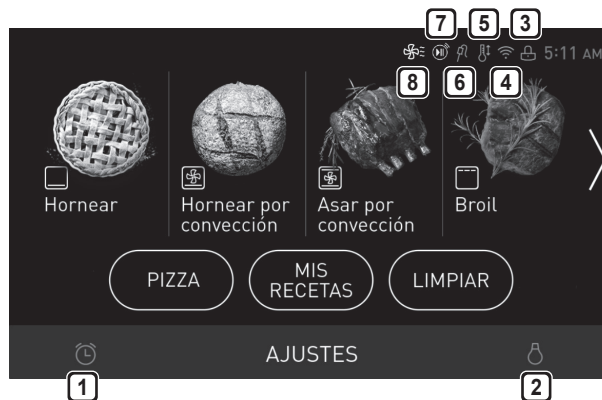 7 5 3
5:11 AM
8 6 4
Hornear
Hornear por
convección
Asar por
convección
Broil
PIZZA
MIS
RECETAS
LIMPIAR
AJUSTES
1 2